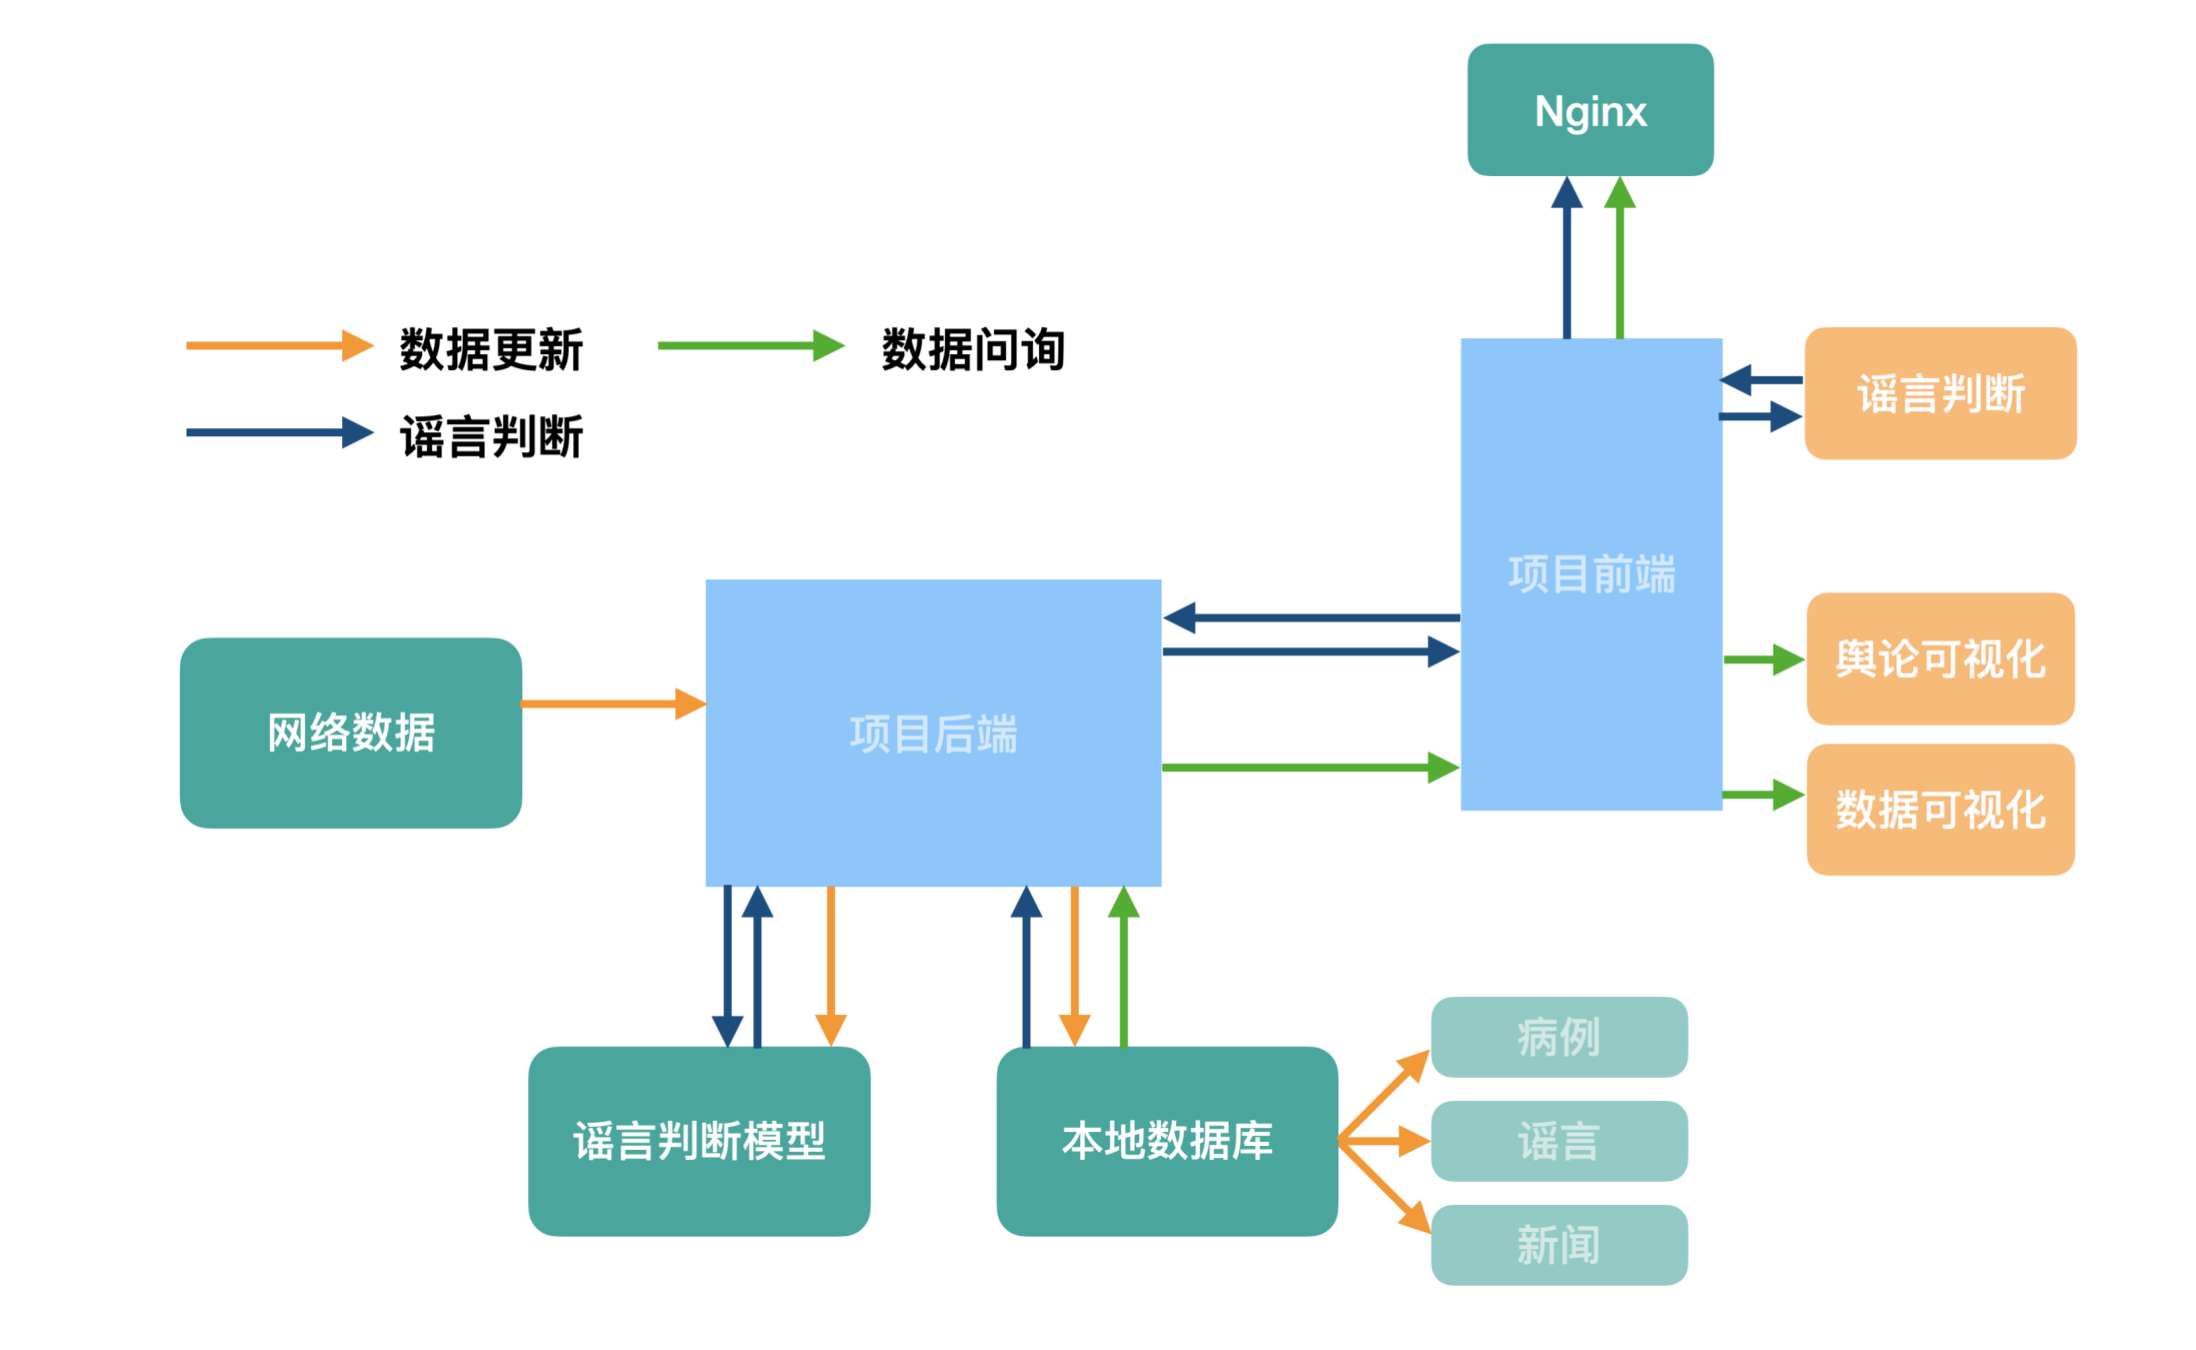 Nginx
数据更新
数据问询
谣言判断
谣言判断
项目前端
舆论可视化
网络数据
项目后端
数据可视化
病例
谣言判断模型
本地数据库
谣言
新闻